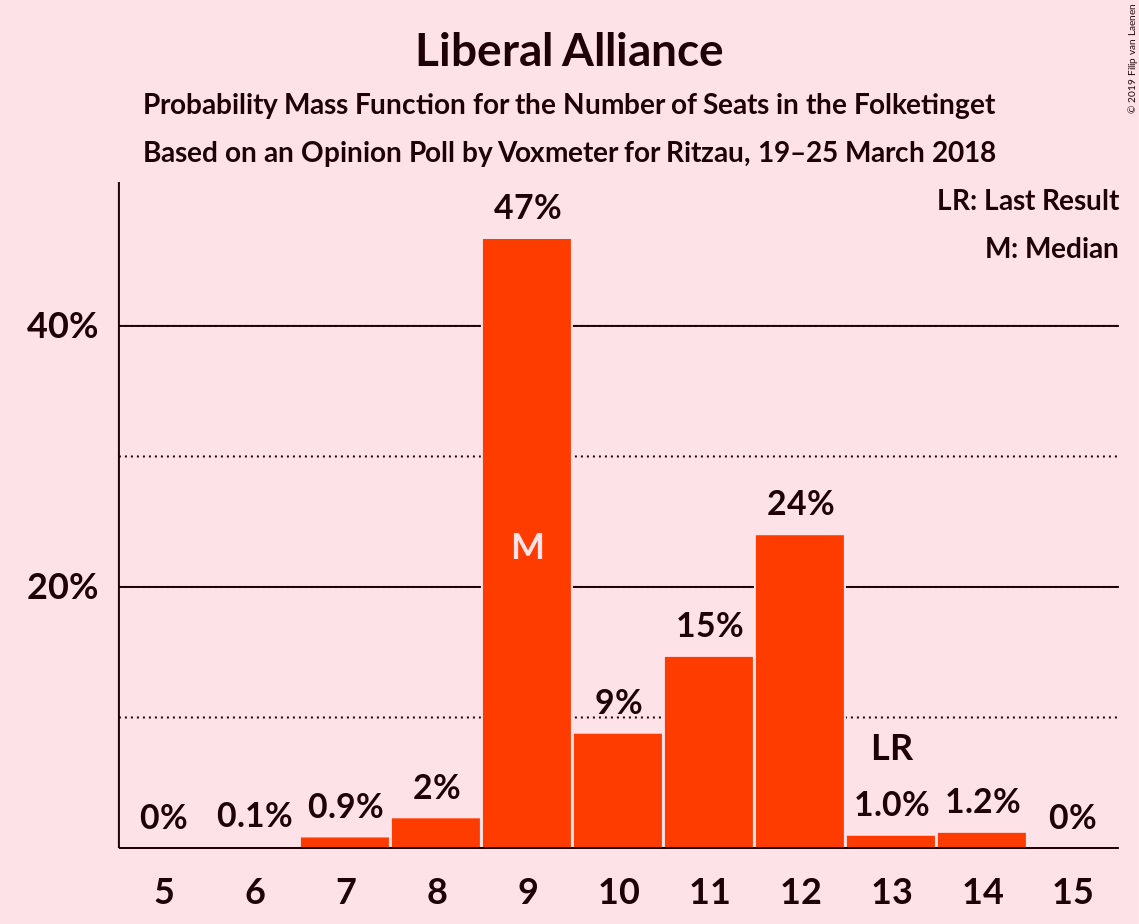 Liberal Alliance
Probability Mass Function for the Number of Seats in the Folketinget
Based on an Opinion Poll by Voxmeter for Ritzau, 19–25 March 2018
© 2019 Filip van Laenen
LR: Last Result
M: Median
47%
40%
24%
M
20%
15%
9%
LR
2%
0.9%
1.0%
1.2%
0%
0.1%
0%
5 6 7 8 9 10 11 12 13 14 15